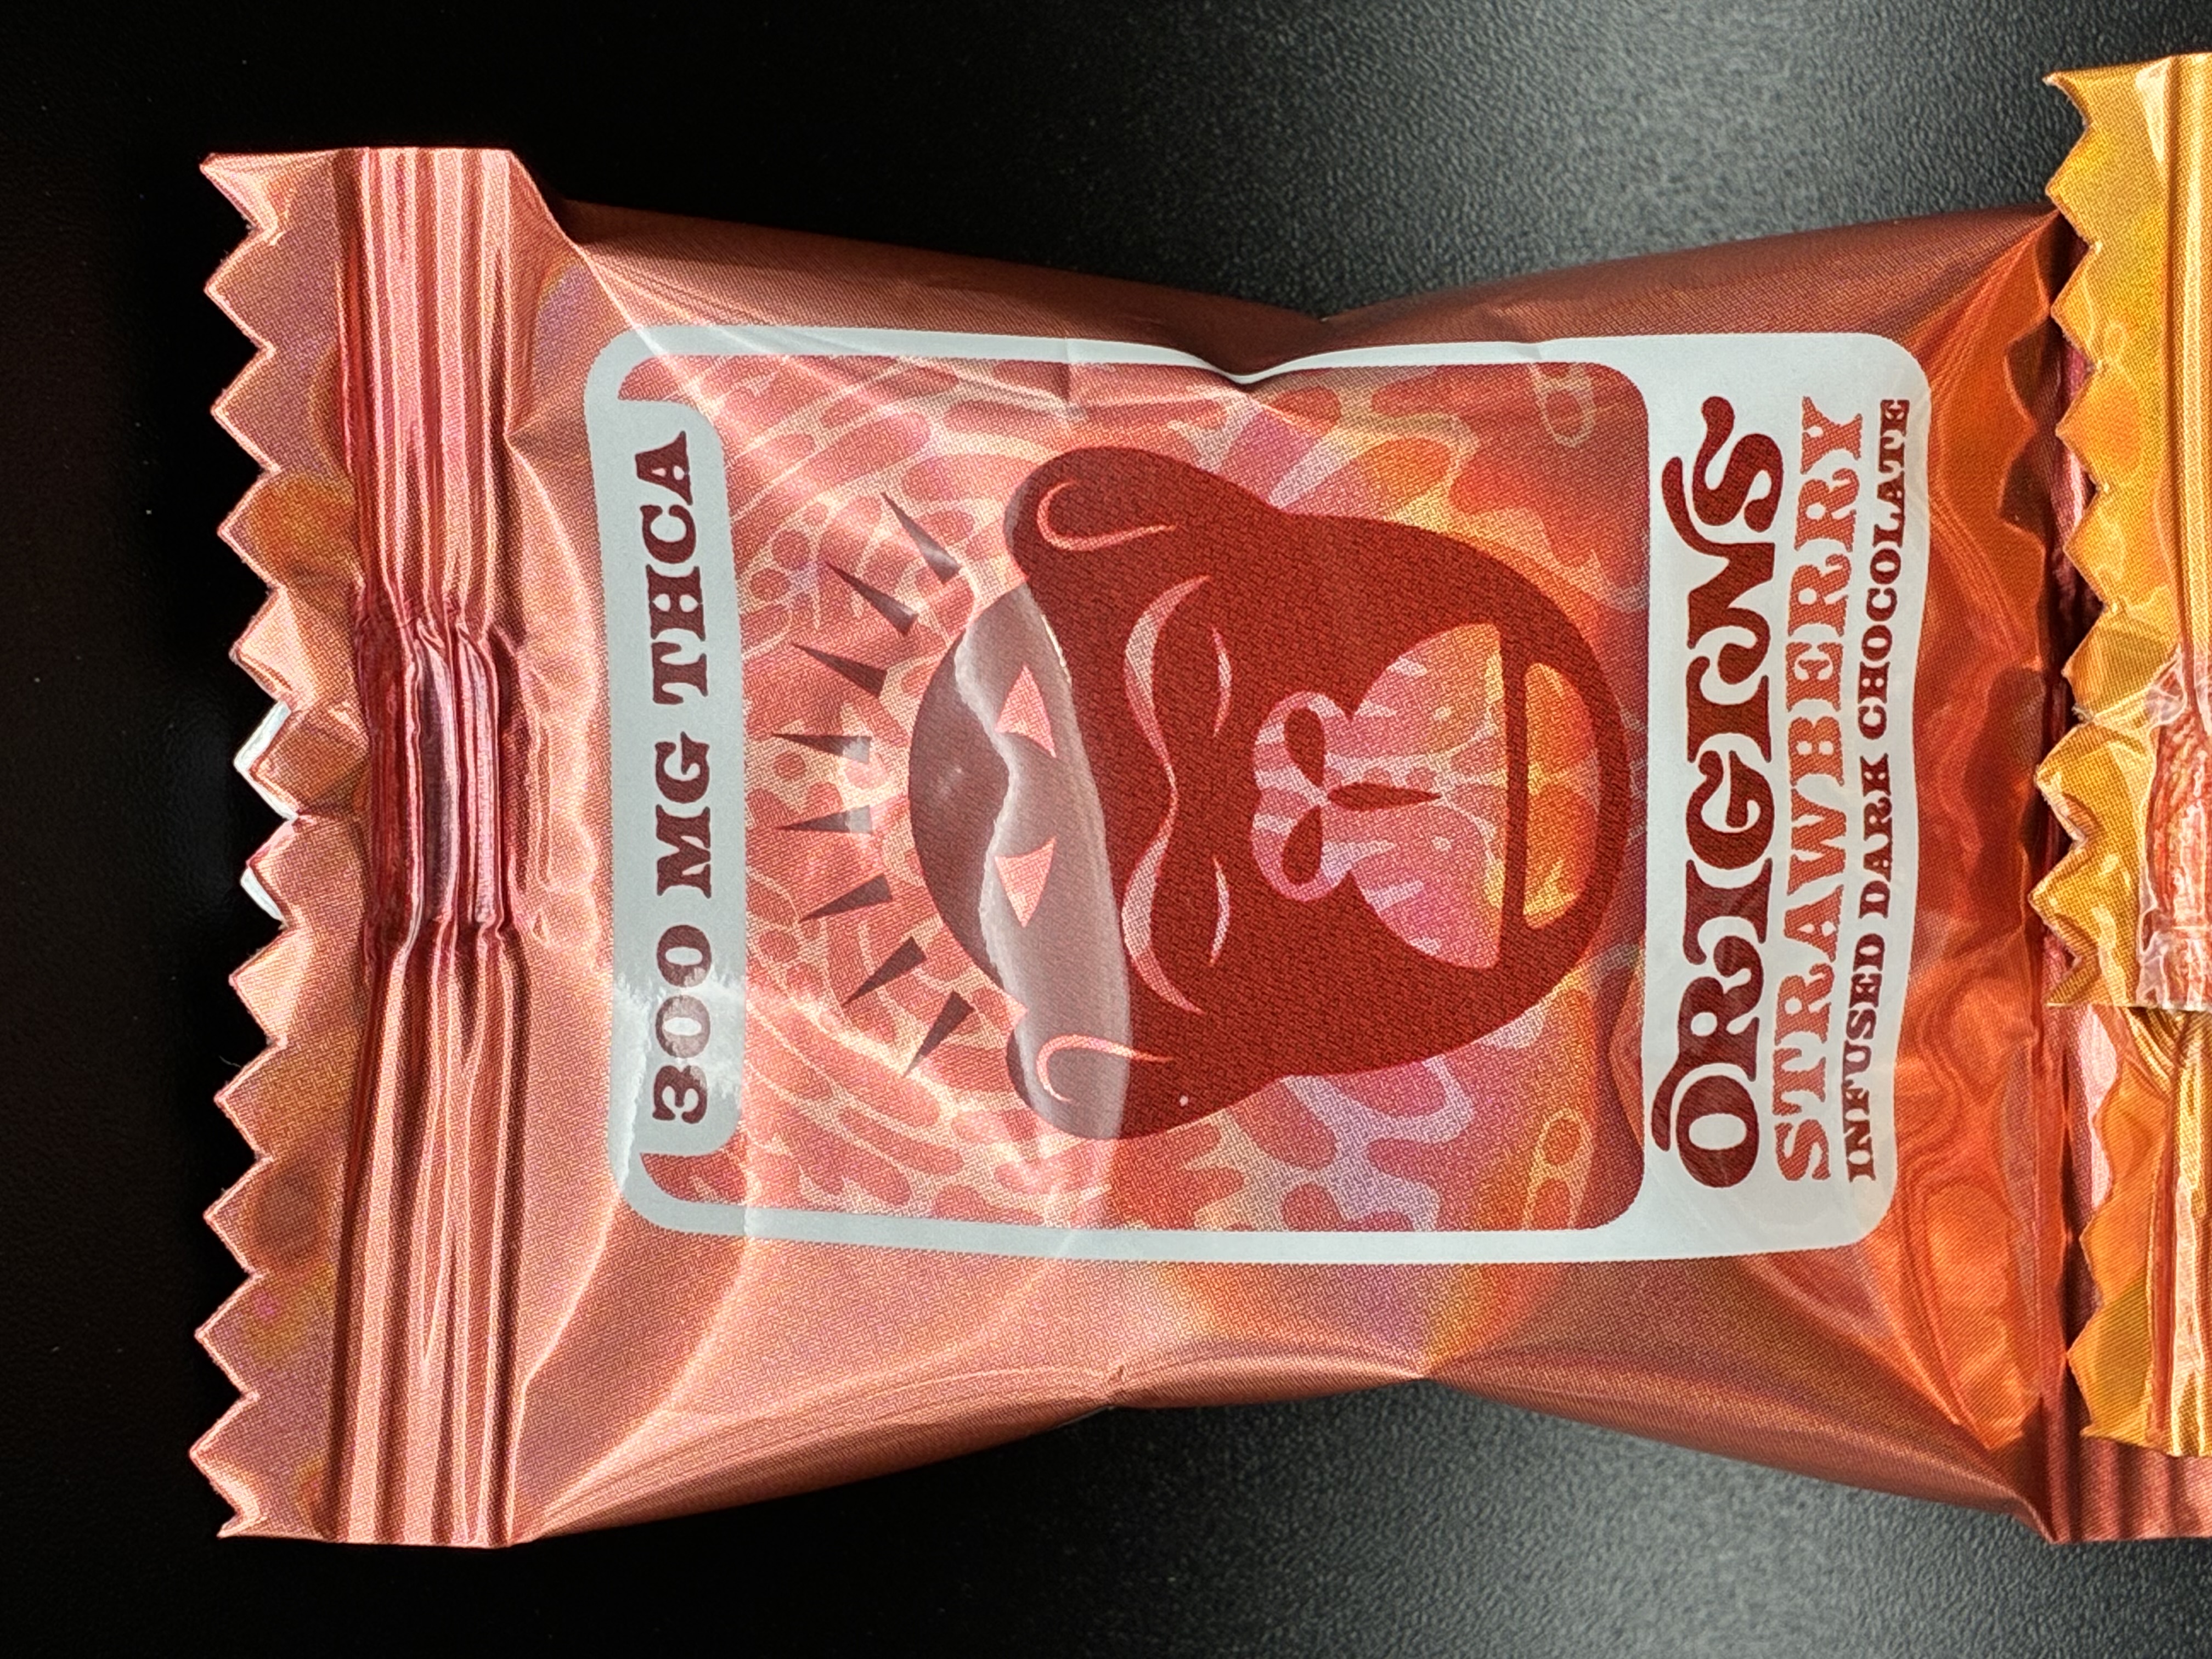 300 MG THCA
ORIGINS
STRAWBERRY
INFUSED DARK CHOCOLATE